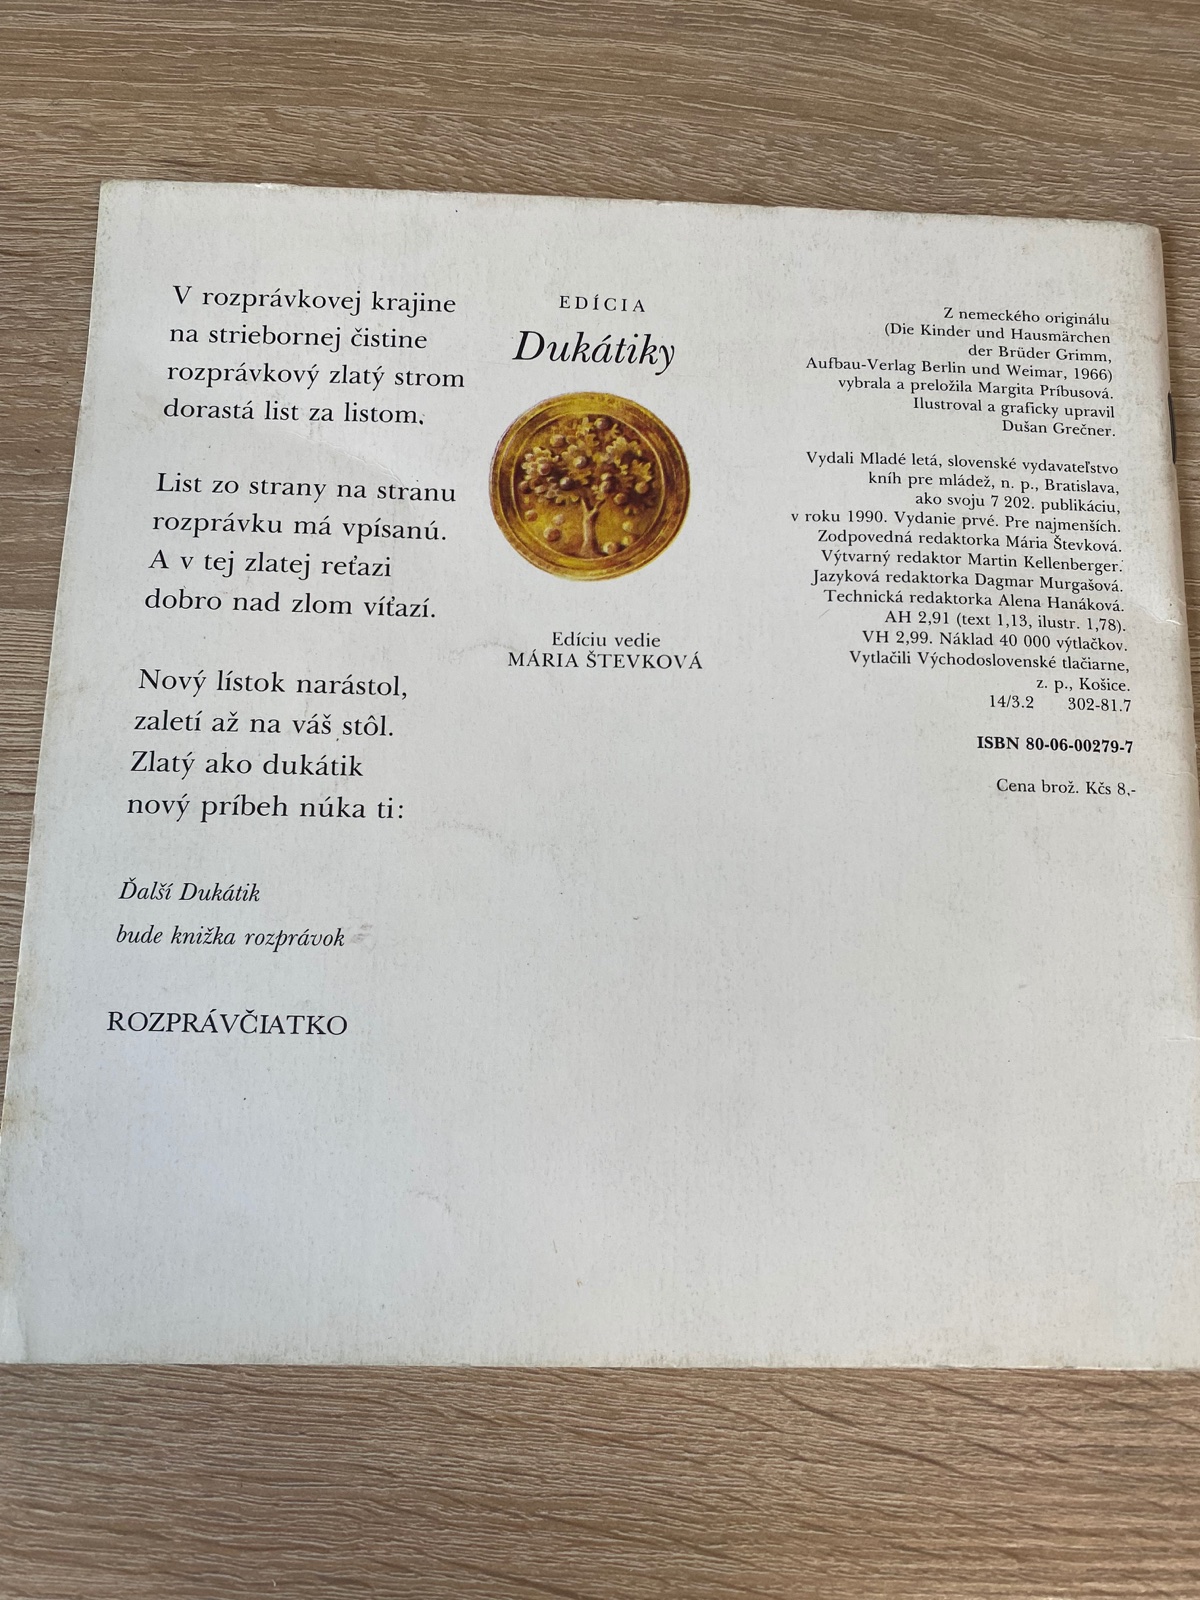 V rozprávkovej krajine
na striebornej čistine
rozprávkový zlatý strom
dorastá list za listom.
List zo strany na stranu
rozprávku má vpísanú.
A v tej zlatej reťazi
dobro nad zlom víťazí.
Nový lístok narástol,
zaletí až na váš stôl.
Zlatý ako dukátik
nový príbeh núka ti:
Ďalší Dukátik
bude knižka rozprávok
ROZPRÁVČIATKO
EDÍCIA
Dukátiky
Edíciu vedie
MÁRIA ŠTEVKOVÁ
Z nemeckého originálu
(Die Kinder und Hausmärchen
der Brüder Grimm,
Aufbau-Verlag Berlin und Weimar, 1966)
vybrala a preložila Margita Príbusová.
Ilustroval a graficky upravil
Dušan Grečner.
Vydali Mladé letá, slovenské vydavateľstvo
kníh pre mládež, n. p., Bratislava,
ako svoju 7 202. publikáciu,
v roku 1990. Vydanie prvé. Pre najmenších.
Zodpovedná redaktorka Mária Števková.
Výtvarný redaktor Martin Kellenberger.
Jazyková redaktorka Dagmar Murgašová.
Technická redaktorka Alena Hanáková.
AH 2,91 (text 1,13, ilustr. 1,78).
VH 2,99. Náklad 40 000 výtlačkov.
Vytlačili Východoslovenské tlačiarne,
z. p., Košice.
14/3.2 302-81.7
ISBN 80-06-00279-7
Cena brož. Kčs 8,-